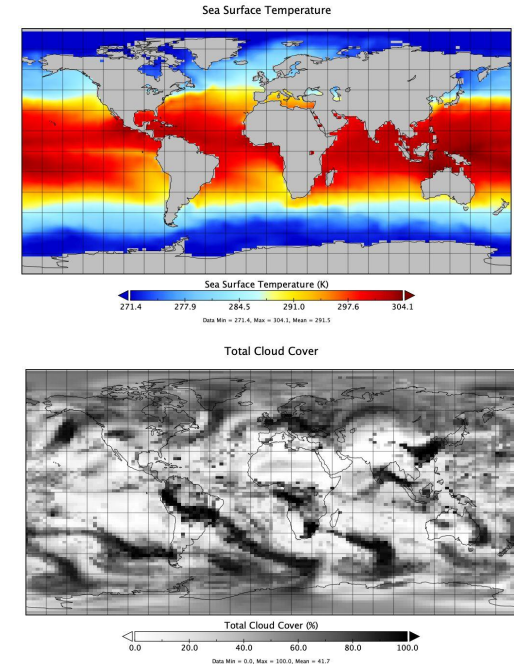 Sea Surface Temperature
Sea Surface Temperature (K)
271.4 277.9 284.5 291.0 297.6 304.1
Data Min = 271.4, Max = 304.1, Mean = 291.5
Total Cloud Cover
Total Cloud Cover (%)
0.0 20.0 40.0 60.0 80.0 100.0
Data Min = 0.0, Max = 100.0, Mean = 41.7